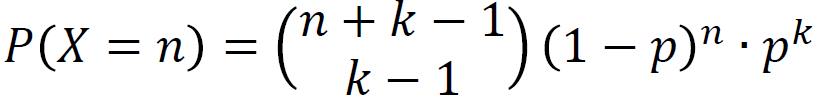 P(X = n) = \binom{n + k − 1}{k − 1} (1 − p)^n · p^k